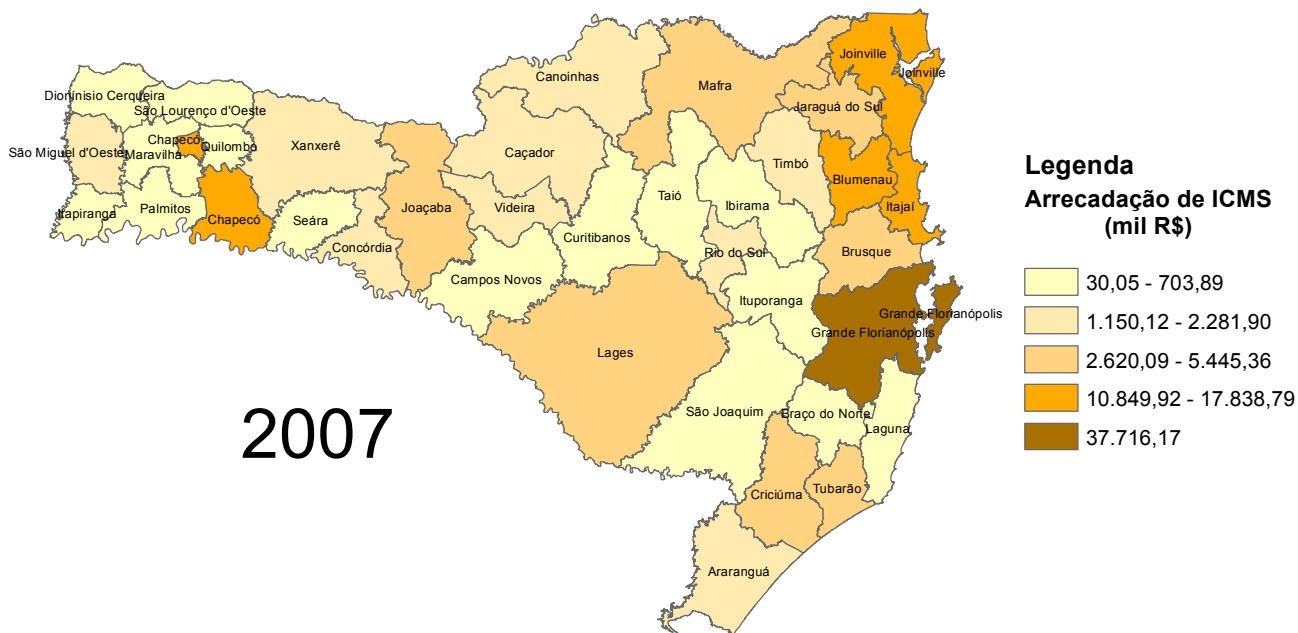 Canoinhas
Mafra
Joinville
Joinville
Dionínisio Cerqueira
São Lourenço d'Oeste
Jaraguá do Sul
Chapecó
Quilombo
Maravilha
São Miguel d'Oeste
Xanxerê
Caçador
Timbó
Blumenau
Itapiranga
Palmitos
Chapecó
Seára
Joaçaba
Videira
Taió
Ibirama
Itajaí
Concórdia
Curitibanos
Rio do Sul
Brusque
Campos Novos
Ituporanga
Grande Florianópolis
Grande Florianópolis
Lages
São Joaquim
Braço do Norte
Laguna
Criciúma
Tubarão
Araranguá
2007
Legenda
Arrecadação de ICMS
(mil R$)
30,05 - 703,89
1.150,12 - 2.281,90
2.620,09 - 5.445,36
10.849,92 - 17.838,79
37.716,17